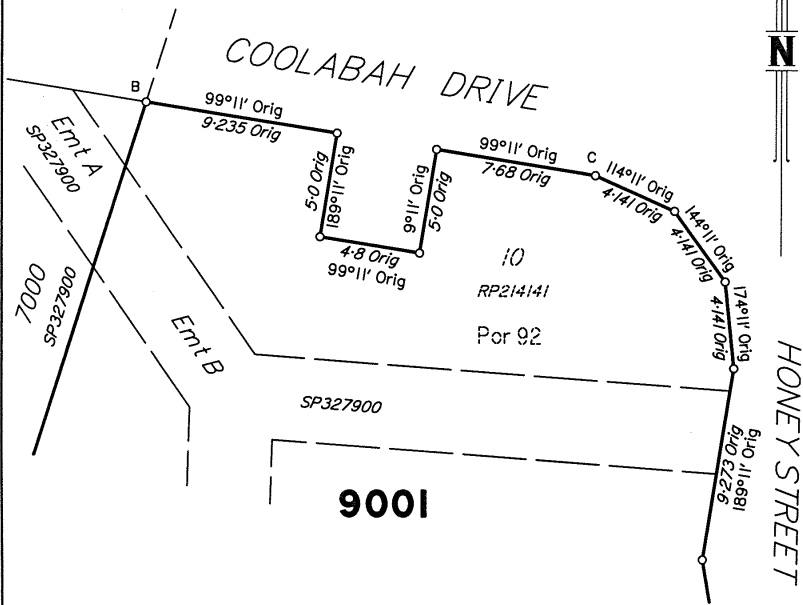 COOLABAH DRIVE
N
B
99°11' Orig
9·235 Orig
Emt A
SP327900
5·0 Orig
189°11' Orig
9°11' Orig
5·0 Orig
99°11' Orig
7·68 Orig
C
114°11' Orig
4·141 Orig
144°11' Orig
4·141 Orig
174°11' Orig
4·141 Orig
4·8 Orig
99°11' Orig
10
RP214141
Por 92
7000
SP327900
Emt B
SP327900
HONEY STREET
9·273 Orig
189°11' Orig
9001